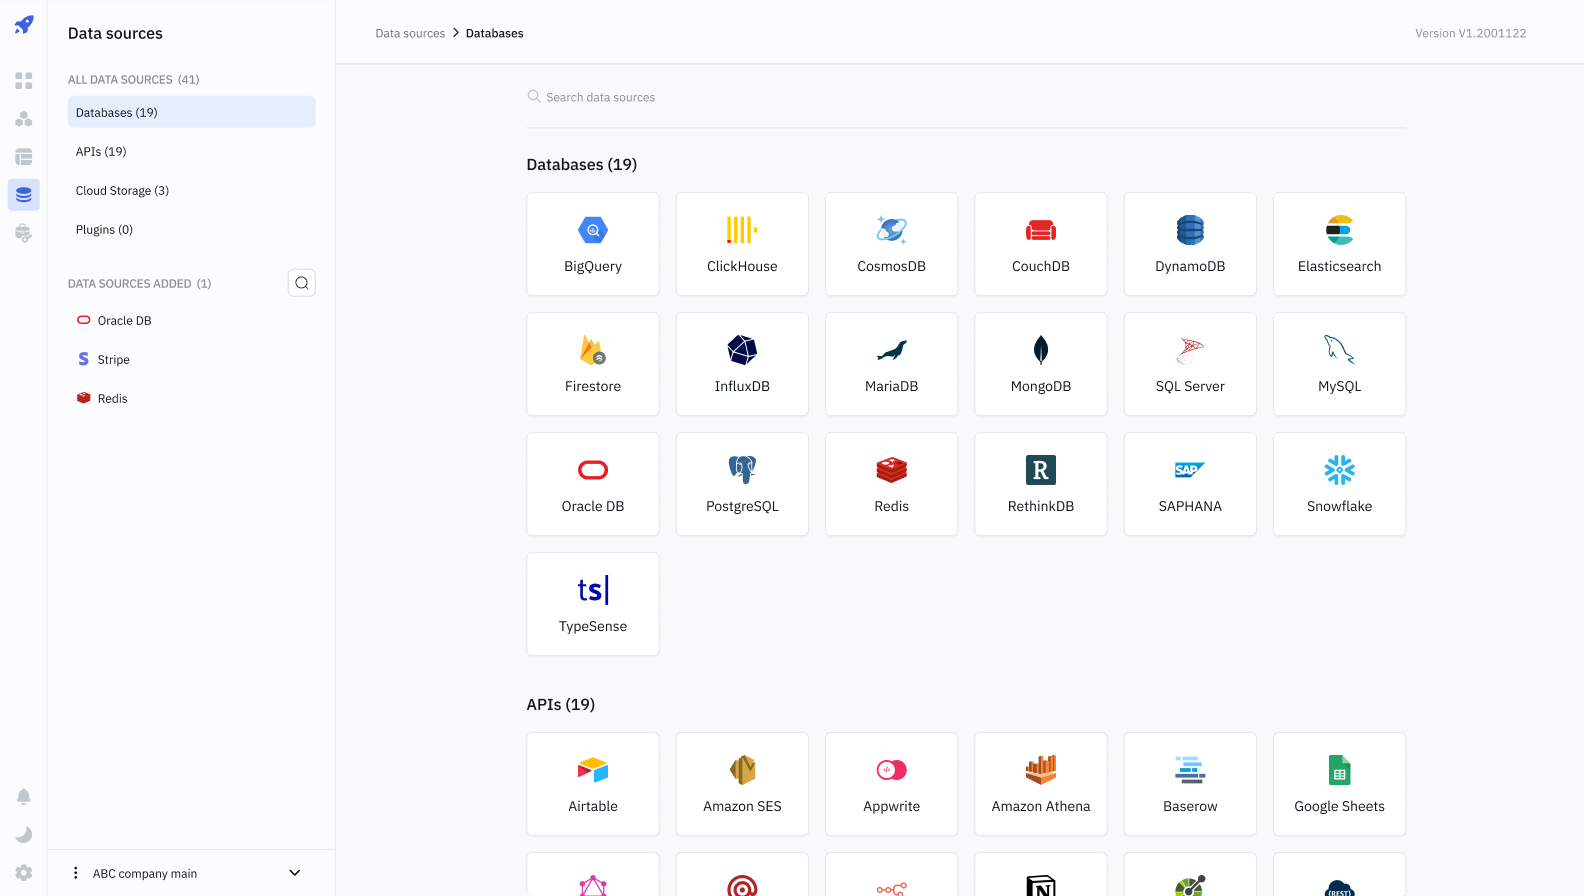 Data sources
ALL DATA SOURCES (41)
Databases (19)
APIs (19)
Cloud Storage (3)
Plugins (0)
DATA SOURCES ADDED (1)
Oracle DB
Stripe
Redis
ABC company main
Data sources > Databases
Version V1.2001122
Search data sources
Databases (19)
BigQuery
ClickHouse
CosmosDB
CouchDB
DynamoDB
Elasticsearch
Firestore
InfluxDB
MariaDB
MongoDB
SQL Server
MySQL
Oracle DB
PostgreSQL
Redis
R
RethinkDB
SAP
SAPHANA
Snowflake
ts|
TypeSense
APIs (19)
Airtable
Amazon SES
Appwrite
Amazon Athena
Baserow
Google Sheets
N
{REST}